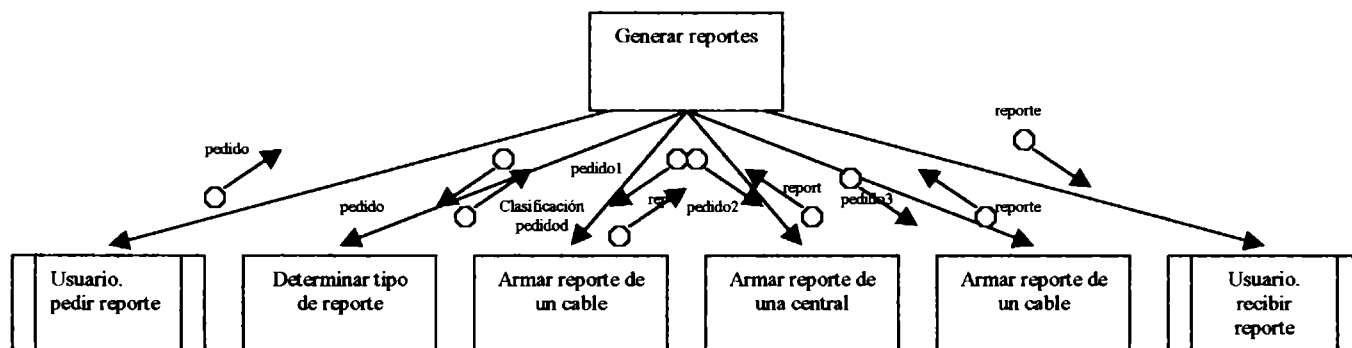 Generar reportes
reporte
pedido
pedido1
report
pedido
Clasificación
pedidod
pedido2
pedido3
reporte
Usuario.
pedir reporte
Determinar tipo
de reporte
Armar reporte de
un cable
Armar reporte de
una central
Armar reporte de
un cable
Usuario.
recibir
reporte